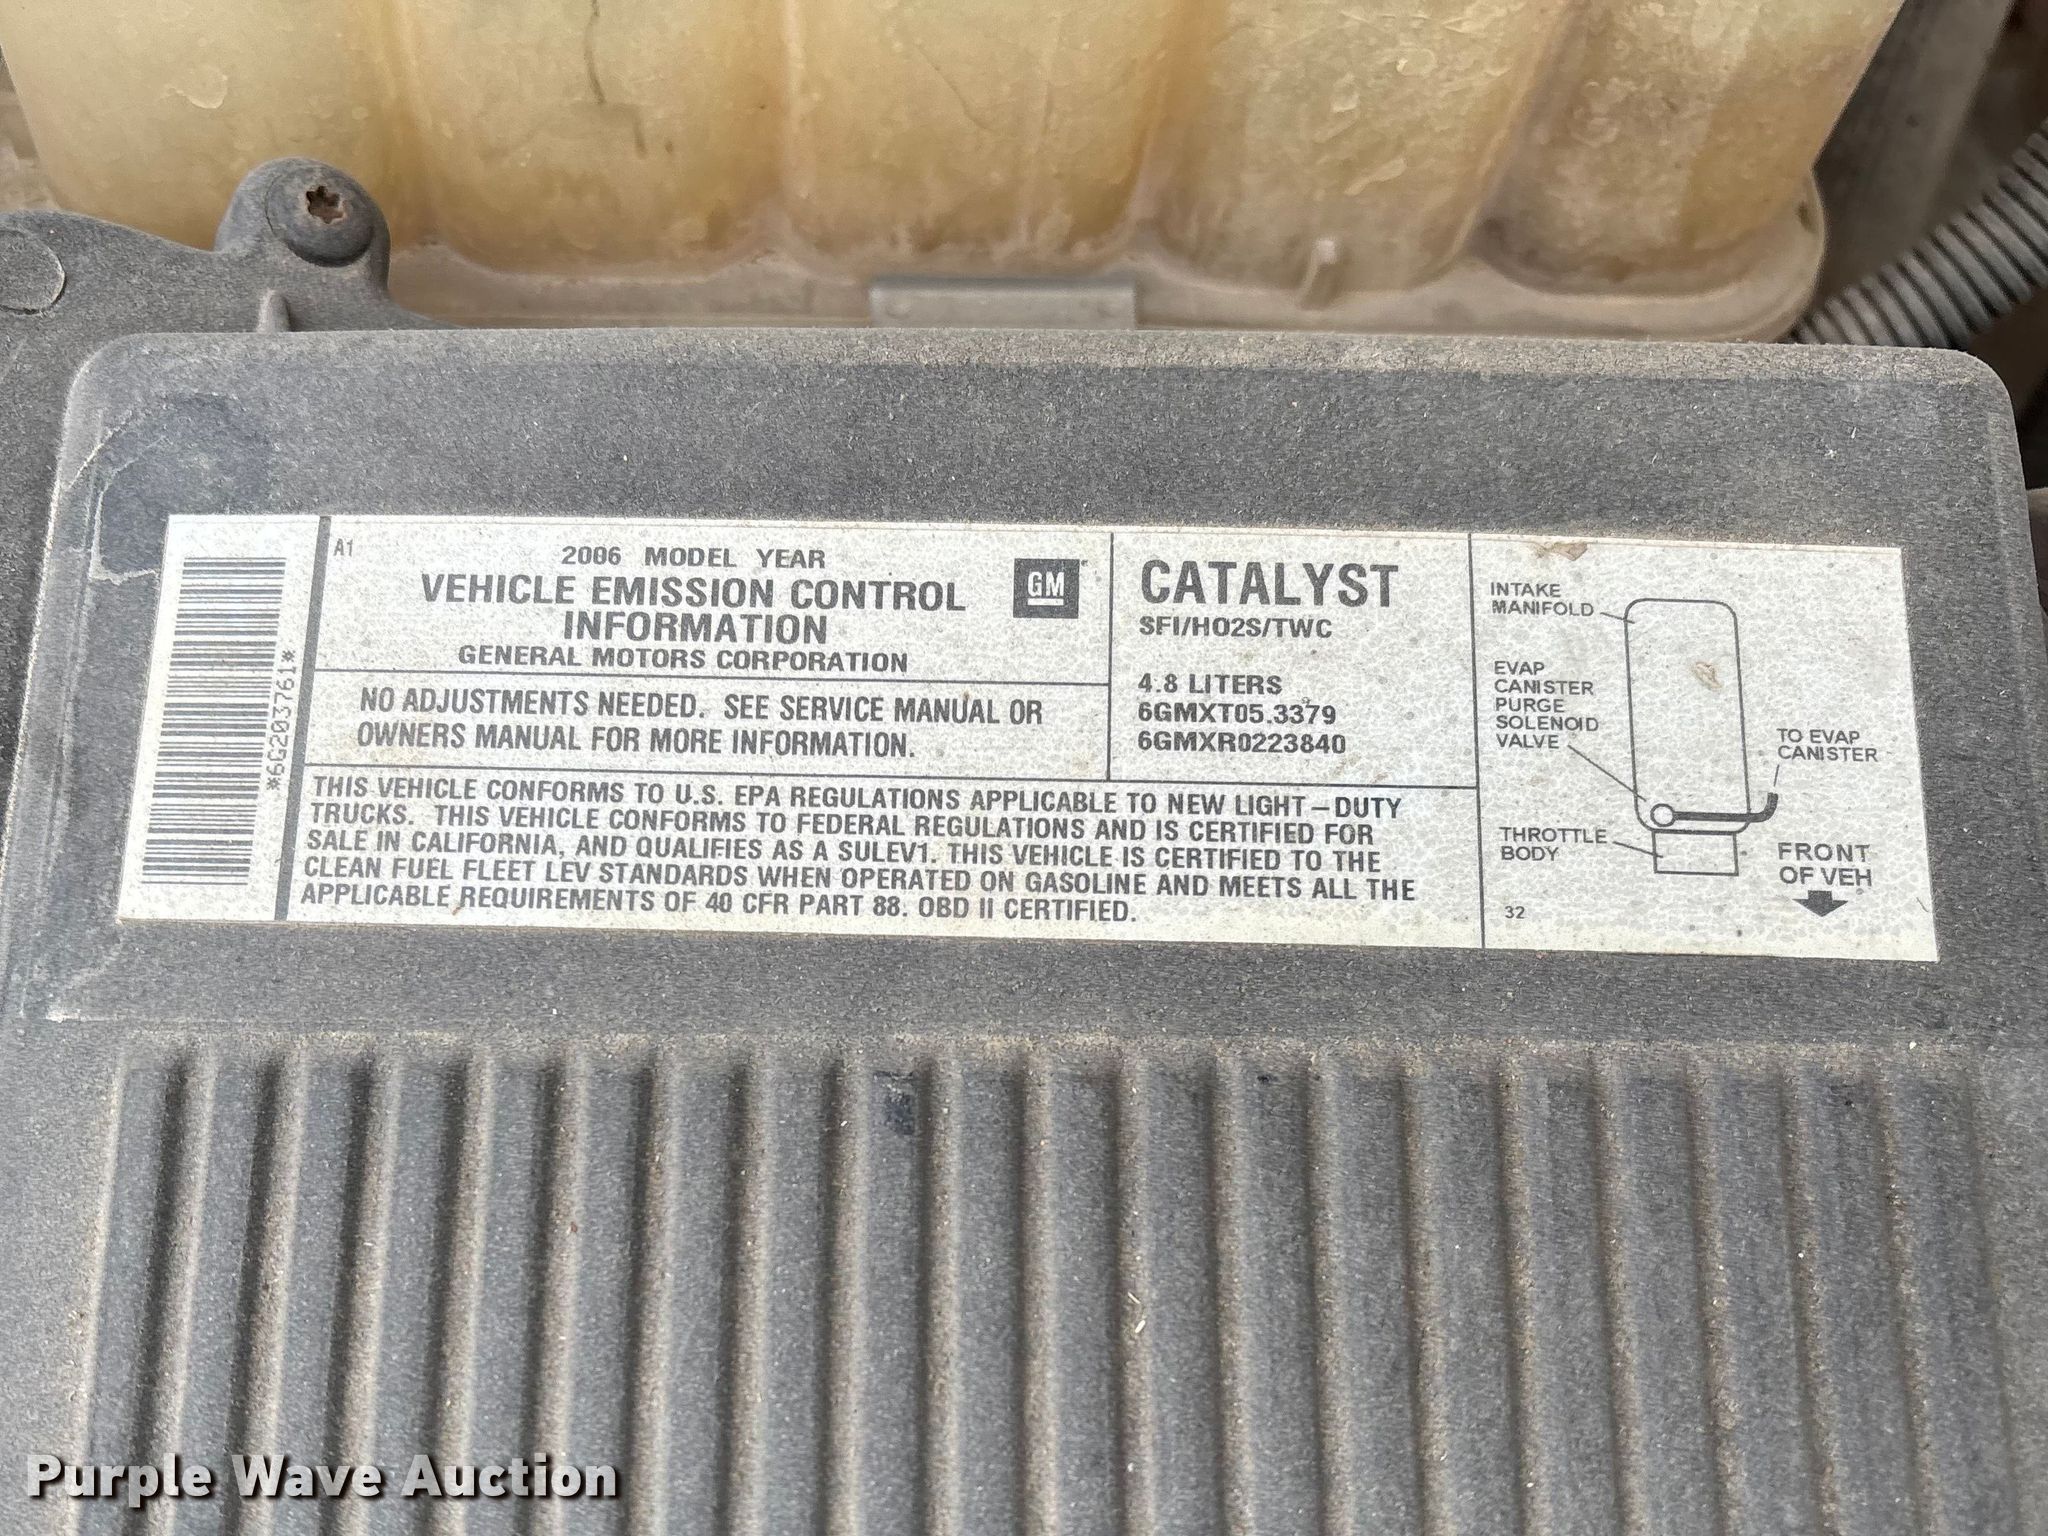 *6G203761*
A1
2006 MODEL YEAR
VEHICLE EMISSION CONTROL
INFORMATION
GENERAL MOTORS CORPORATION
GM
NO ADJUSTMENTS NEEDED. SEE SERVICE MANUAL OR
OWNERS MANUAL FOR MORE INFORMATION.
CATALYST
SFI/HO2S/TWC
4.8 LITERS
6GMXT05.3379
6GMXR0223840
THIS VEHICLE CONFORMS TO U.S. EPA REGULATIONS APPLICABLE TO NEW LIGHT-DUTY
TRUCKS. THIS VEHICLE CONFORMS TO FEDERAL REGULATIONS AND IS CERTIFIED FOR
SALE IN CALIFORNIA, AND QUALIFIES AS A SULEV1. THIS VEHICLE IS CERTIFIED TO THE
CLEAN FUEL FLEET LEV STANDARDS WHEN OPERATED ON GASOLINE AND MEETS ALL THE
APPLICABLE REQUIREMENTS OF 40 CFR PART 88. OBD II CERTIFIED.
INTAKE
MANIFOLD
EVAP
CANISTER
PURGE
SOLENOID
VALVE
TO EVAP
CANISTER
THROTTLE
BODY
FRONT
OF VEH
32
Purple Wave Auction